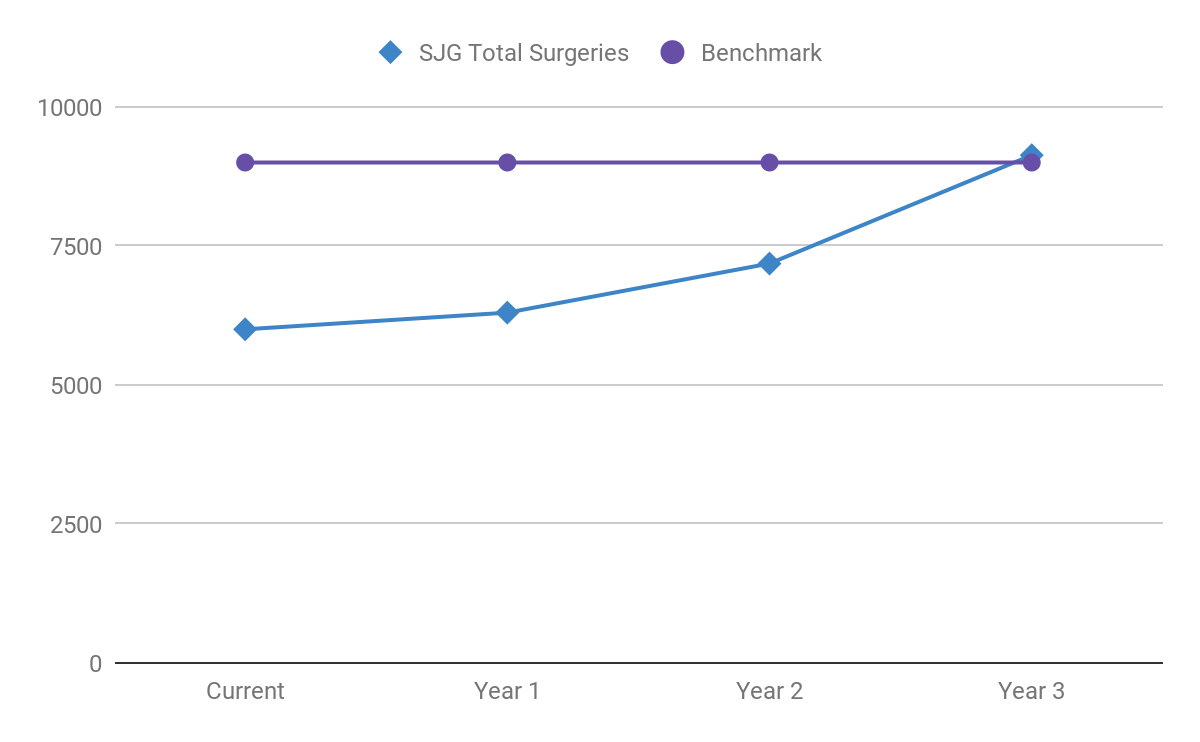 SJG Total Surgeries Benchmark
10000
7500
5000
2500
0
Current Year 1 Year 2 Year 3